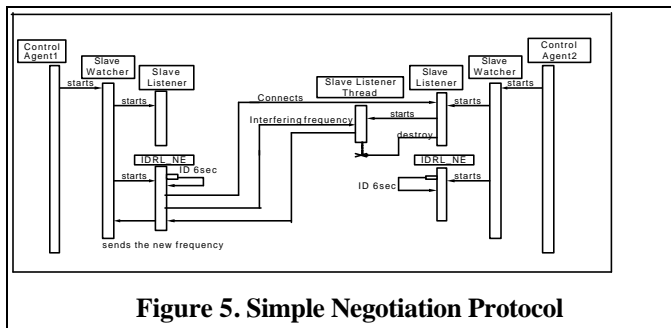 Control
Agent1
Slave
Watcher
Slave
Listener
Slave Listener
Thread
Slave
Listener
Slave
Watcher
Control
Agent2
starts
starts
Connects
starts
starts
Interfering frequency
starts
destroy
IDRL_NE
ID 6sec
starts
IDRL_NE
ID 6sec
starts
sends the new frequency
Figure 5. Simple Negotiation Protocol